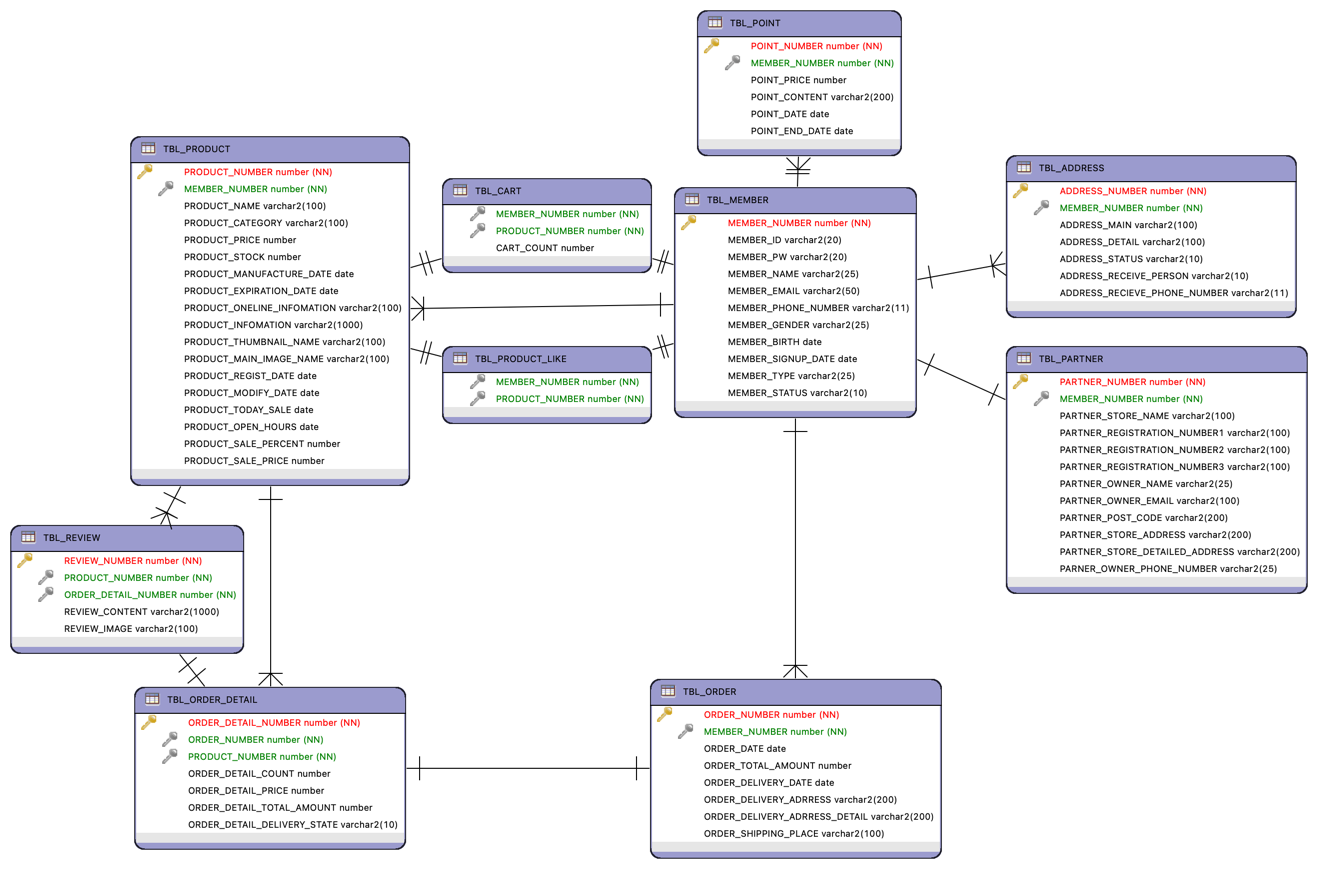 TBL_POINT
POINT_NUMBER number (NN)
MEMBER_NUMBER number (NN)
POINT_PRICE number
POINT_CONTENT varchar2(200)
POINT_DATE date
POINT_END_DATE date
TBL_PRODUCT
PRODUCT_NUMBER number (NN)
MEMBER_NUMBER number (NN)
PRODUCT_NAME varchar2(100)
PRODUCT_CATEGORY varchar2(100)
PRODUCT_PRICE number
PRODUCT_STOCK number
PRODUCT_MANUFACTURE_DATE date
PRODUCT_EXPIRATION_DATE date
PRODUCT_ONELINE_INFOMATION varchar2(100)
PRODUCT_INFOMATION varchar2(1000)
PRODUCT_THUMBNAIL_NAME varchar2(100)
PRODUCT_MAIN_IMAGE_NAME varchar2(100)
PRODUCT_REGIST_DATE date
PRODUCT_MODIFY_DATE date
PRODUCT_TODAY_SALE date
PRODUCT_OPEN_HOURS date
PRODUCT_SALE_PERCENT number
PRODUCT_SALE_PRICE number
TBL_CART
MEMBER_NUMBER number (NN)
PRODUCT_NUMBER number (NN)
CART_COUNT number
TBL_PRODUCT_LIKE
MEMBER_NUMBER number (NN)
PRODUCT_NUMBER number (NN)
TBL_MEMBER
MEMBER_NUMBER number (NN)
MEMBER_ID varchar2(20)
MEMBER_PW varchar2(20)
MEMBER_NAME varchar2(25)
MEMBER_EMAIL varchar2(50)
MEMBER_PHONE_NUMBER varchar2(11)
MEMBER_GENDER varchar2(25)
MEMBER_BIRTH date
MEMBER_SIGNUP_DATE date
MEMBER_TYPE varchar2(25)
MEMBER_STATUS varchar2(10)
TBL_ADDRESS
ADDRESS_NUMBER number (NN)
MEMBER_NUMBER number (NN)
ADDRESS_MAIN varchar2(100)
ADDRESS_DETAIL varchar2(100)
ADDRESS_STATUS varchar2(10)
ADDRESS_RECEIVE_PERSON varchar2(10)
ADDRESS_RECIEVE_PHONE_NUMBER varchar2(11)
TBL_PARTNER
PARTNER_NUMBER number (NN)
MEMBER_NUMBER number (NN)
PARTNER_STORE_NAME varchar2(100)
PARTNER_REGISTRATION_NUMBER1 varchar2(100)
PARTNER_REGISTRATION_NUMBER2 varchar2(100)
PARTNER_REGISTRATION_NUMBER3 varchar2(100)
PARTNER_OWNER_NAME varchar2(25)
PARTNER_OWNER_EMAIL varchar2(100)
PARTNER_POST_CODE varchar2(200)
PARTNER_STORE_ADDRESS varchar2(200)
PARTNER_STORE_DETAILED_ADDRESS varchar2(200)
PARNER_OWNER_PHONE_NUMBER varchar2(25)
TBL_REVIEW
REVIEW_NUMBER number (NN)
PRODUCT_NUMBER number (NN)
ORDER_DETAIL_NUMBER number (NN)
REVIEW_CONTENT varchar2(1000)
REVIEW_IMAGE varchar2(100)
TBL_ORDER_DETAIL
ORDER_DETAIL_NUMBER number (NN)
ORDER_NUMBER number (NN)
PRODUCT_NUMBER number (NN)
ORDER_DETAIL_COUNT number
ORDER_DETAIL_PRICE number
ORDER_DETAIL_TOTAL_AMOUNT number
ORDER_DETAIL_DELIVERY_STATE varchar2(10)
TBL_ORDER
ORDER_NUMBER number (NN)
MEMBER_NUMBER number (NN)
ORDER_DATE date
ORDER_TOTAL_AMOUNT number
ORDER_DELIVERY_DATE date
ORDER_DELIVERY_ADRRESS varchar2(200)
ORDER_DELIVERY_ADRRESS_DETAIL varchar2(200)
ORDER_SHIPPING_PLACE varchar2(100)